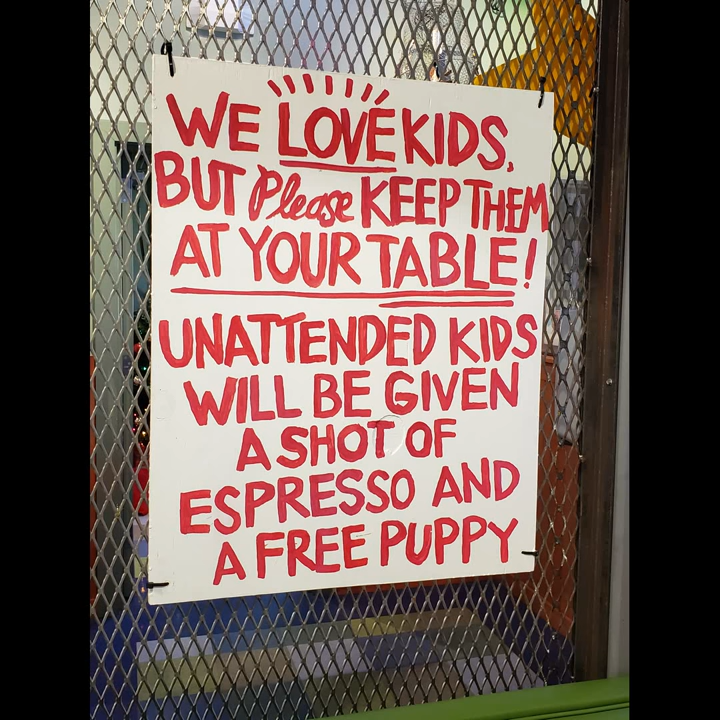 WE LOVE KIDS,
BUT Please KEEP THEM
AT YOUR TABLE!
UNATTENDED KIDS
WILL BE GIVEN
A SHOT OF
ESPRESSO AND
A FREE PUPPY